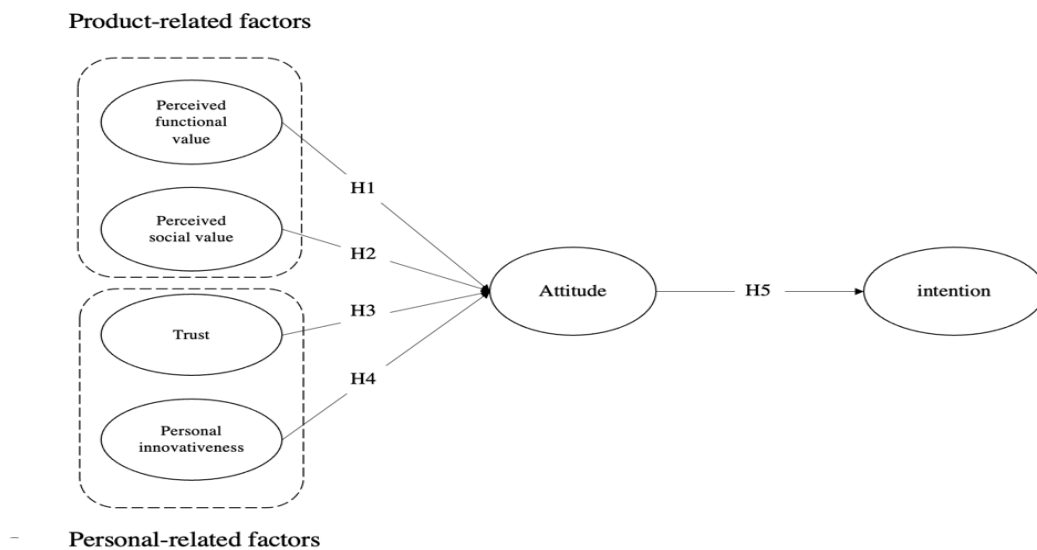 Product-related factors
Perceived
functional
value
H1
Perceived
social value
H2
Trust
H3
H4
Personal
innovativeness
Attitude
H5
intention
Personal-related factors